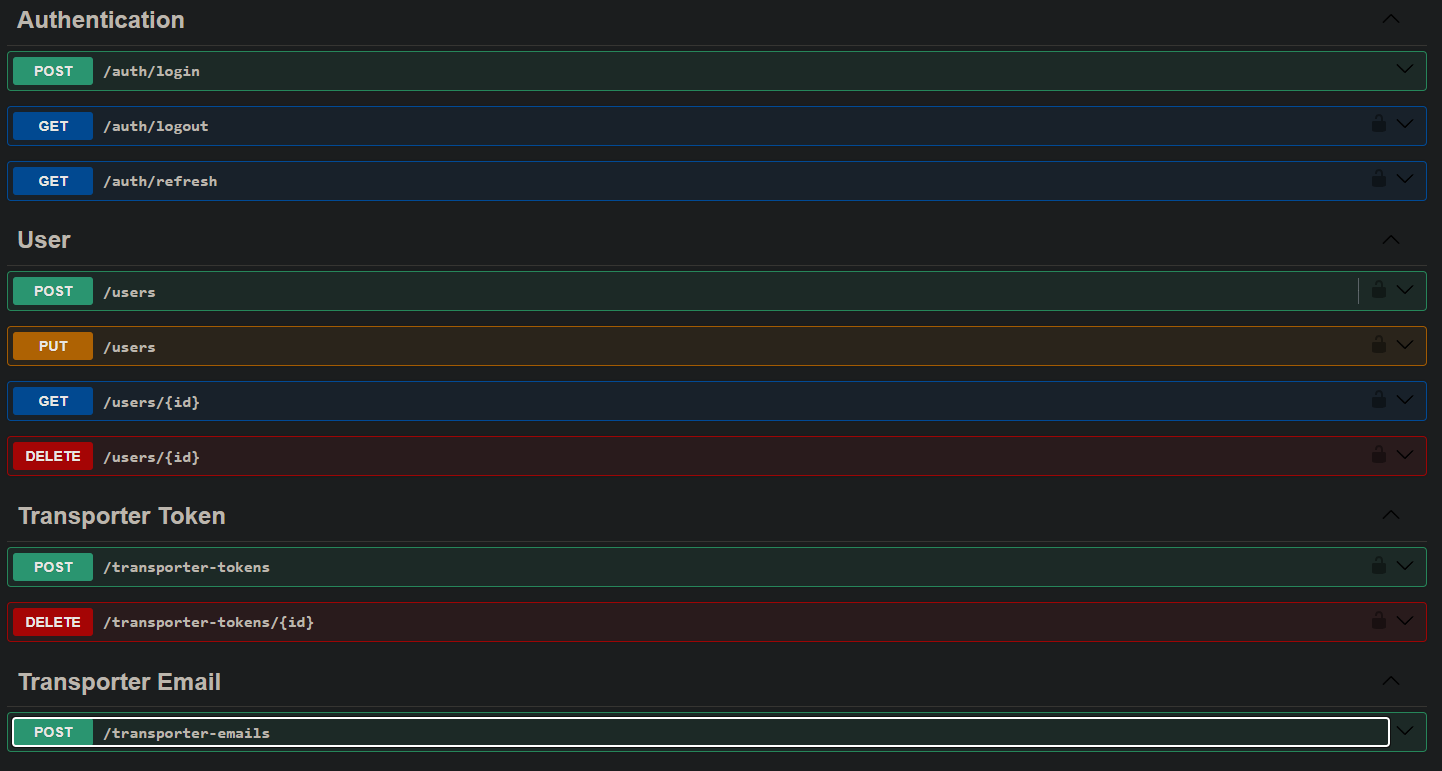 Authentication
POST /auth/login
GET /auth/logout
GET /auth/refresh
User
POST /users
PUT /users
GET /users/{id}
DELETE /users/{id}
Transporter Token
POST /transporter-tokens
DELETE /transporter-tokens/{id}
Transporter Email
POST /transporter-emails